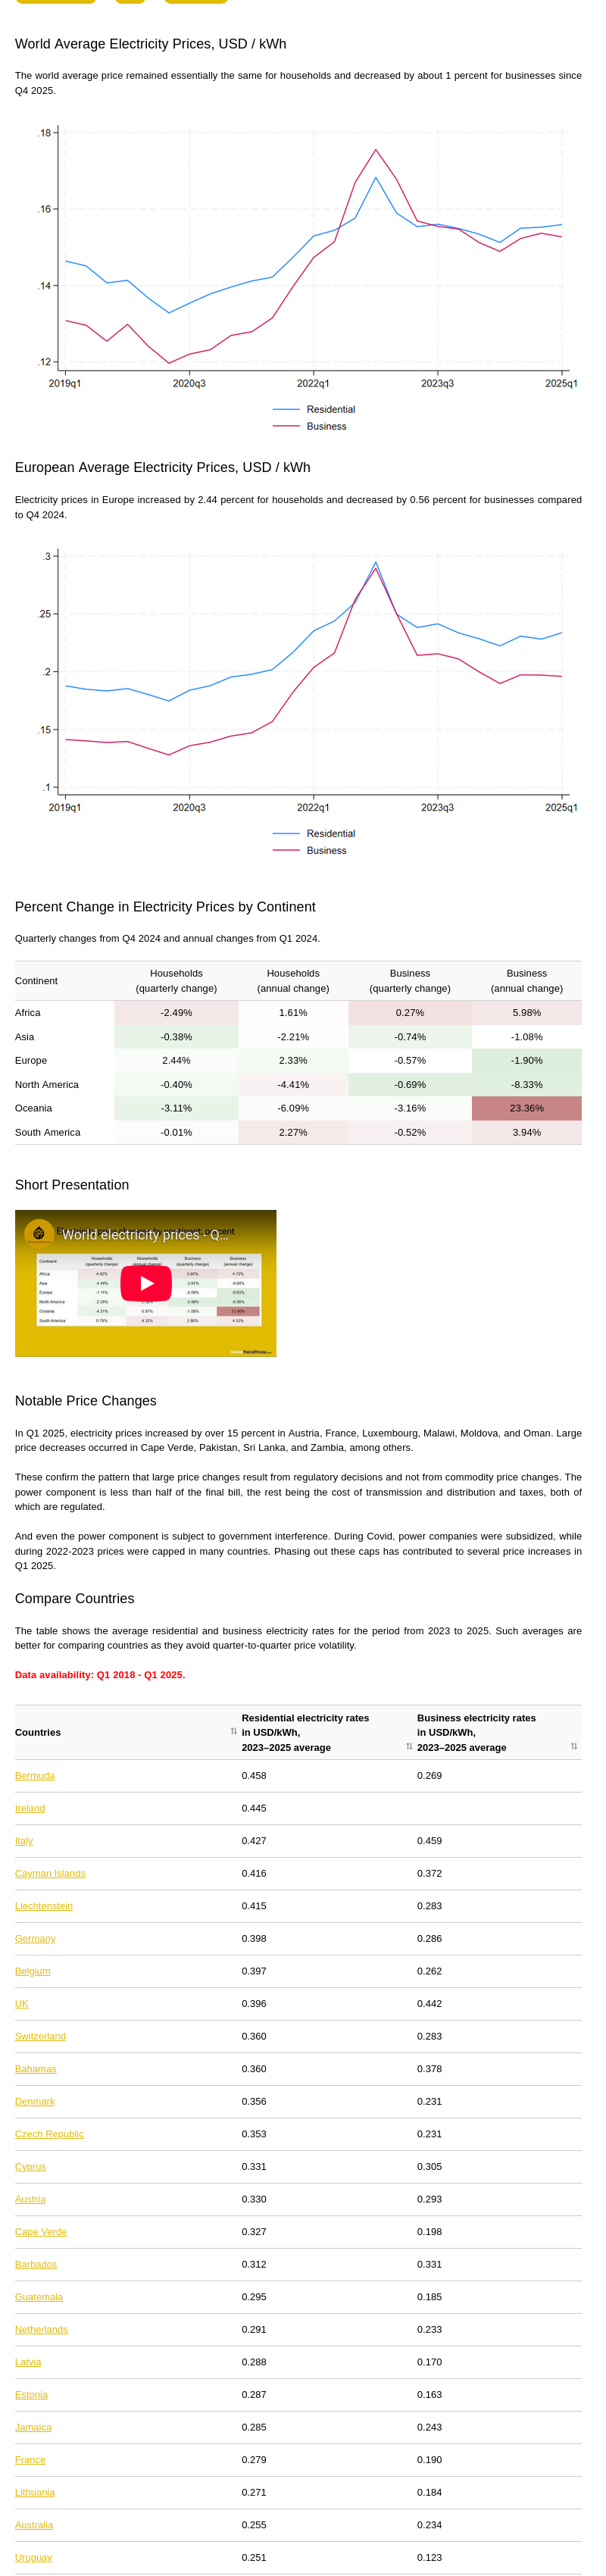 World Average Electricity Prices, USD / kWh
The world average price remained essentially the same for households and decreased by about 1 percent for businesses since
Q4 2025.
.18
.16
.14
.12
2019q1 2020q3 2022q1 2023q3 2025q1
Residential
Business
European Average Electricity Prices, USD / kWh
Electricity prices in Europe increased by 2.44 percent for households and decreased by 0.56 percent for businesses compared
to Q4 2024.
.3
.25
.2
.15
.1
2019q1 2020q3 2022q1 2023q3 2025q1
Residential
Business
Percent Change in Electricity Prices by Continent
Quarterly changes from Q4 2024 and annual changes from Q1 2024.
Continent Households (quarterly change) Households (annual change) Business (quarterly change) Business (annual change)
Africa -2.49% 1.61% 0.27% 5.98%
Asia -0.38% -2.21% -0.74% -1.08%
Europe 2.44% 2.33% -0.57% -1.90%
North America -0.40% -4.41% -0.69% -8.33%
Oceania -3.11% -6.09% -3.16% 23.36%
South America -0.01% 2.27% -0.52% 3.94%
Short Presentation
World electricity prices - Q...
Notable Price Changes
In Q1 2025, electricity prices increased by over 15 percent in Austria, France, Luxembourg, Malawi, Moldova, and Oman. Large
price decreases occurred in Cape Verde, Pakistan, Sri Lanka, and Zambia, among others.
These confirm the pattern that large price changes result from regulatory decisions and not from commodity price changes. The
power component is less than half of the final bill, the rest being the cost of transmission and distribution and taxes, both of
which are regulated.
And even the power component is subject to government interference. During Covid, power companies were subsidized, while
during 2022-2023 prices were capped in many countries. Phasing out these caps has contributed to several price increases in
Q1 2025.
Compare Countries
The table shows the average residential and business electricity rates for the period from 2023 to 2025. Such averages are
better for comparing countries as they avoid quarter-to-quarter price volatility.
Data availability: Q1 2018 - Q1 2025.
Countries Residential electricity rates in USD/kWh, 2023–2025 average Business electricity rates in USD/kWh, 2023–2025 average
Bermuda 0.458 0.269
Ireland 0.445
Italy 0.427 0.459
Cayman Islands 0.416 0.372
Liechtenstein 0.415 0.283
Germany 0.398 0.286
Belgium 0.397 0.262
UK 0.396 0.442
Switzerland 0.360 0.283
Bahamas 0.360 0.378
Denmark 0.356 0.231
Czech Republic 0.353 0.231
Cyprus 0.331 0.305
Austria 0.330 0.293
Cape Verde 0.327 0.198
Barbados 0.312 0.331
Guatemala 0.295 0.185
Netherlands 0.291 0.233
Latvia 0.288 0.170
Estonia 0.287 0.163
Jamaica 0.285 0.243
France 0.279 0.190
Lithuania 0.271 0.184
Australia 0.255 0.234
Uruguay 0.251 0.123